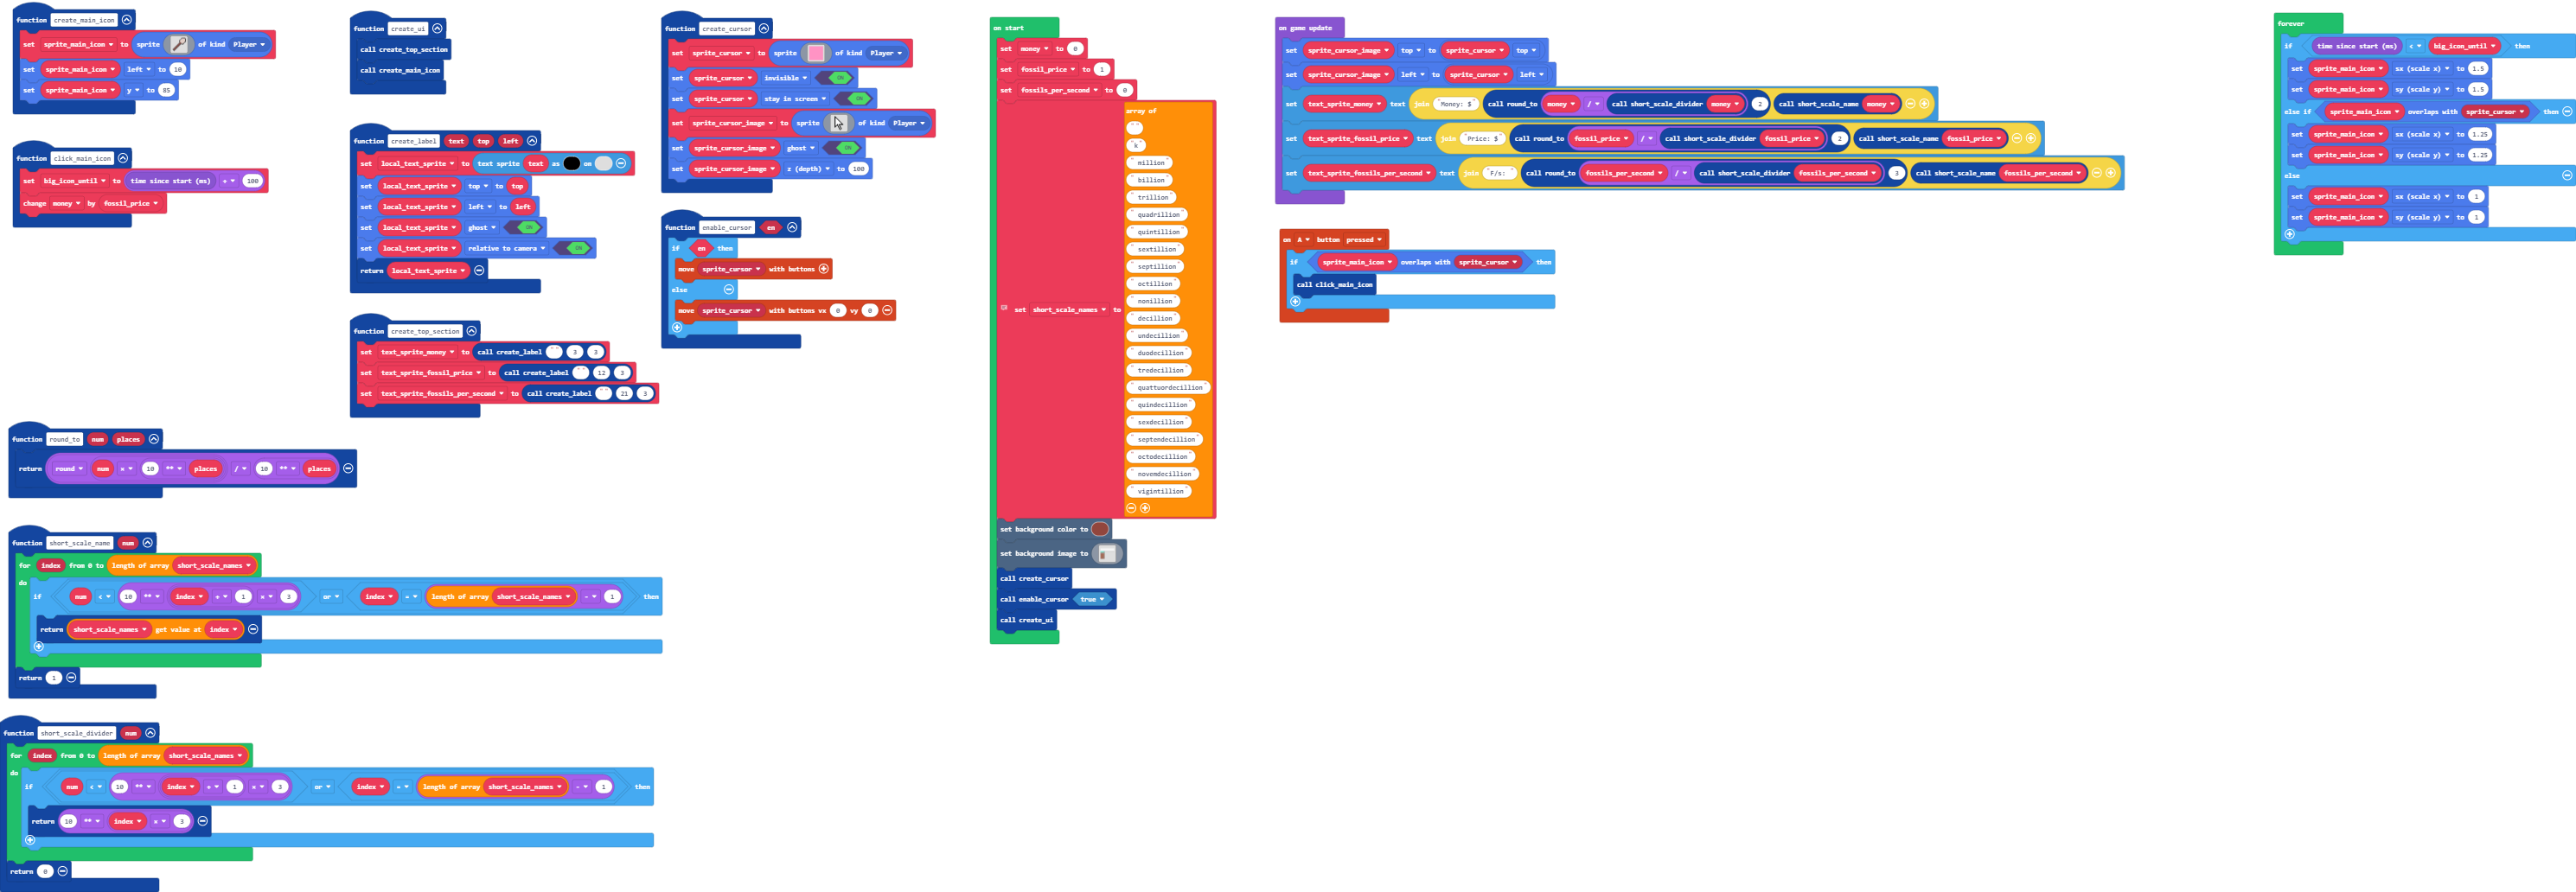 function create_main_icon
set sprite_main_icon to sprite of kind Player
set sprite_main_icon left to 10
set sprite_main_icon y to 85
function click_main_icon
set big_icon_until to time since start (ms) + 100
change money by fossil_price
function create_ui
call create_top_section
call create_main_icon
function create_label text top left
set local_text_sprite to text sprite text as on
set local_text_sprite top to top
set local_text_sprite left to left
set local_text_sprite ghost ON
set local_text_sprite relative to camera ON
return local_text_sprite
function create_top_section
set text_sprite_money to call create_label " " 3 3
set text_sprite_fossil_price to call create_label " " 12 3
set text_sprite_fossils_per_second to call create_label " " 21 3
function create_cursor
set sprite_cursor to sprite of kind Player
set sprite_cursor invisible ON
set sprite_cursor stay in screen ON
set sprite_cursor_image to sprite of kind Player
set sprite_cursor_image ghost ON
set sprite_cursor_image z (depth) to 100
function enable_cursor en
if en then
move sprite_cursor with buttons
else
move sprite_cursor with buttons vx 0 vy 0
function round_to num places
return round num × 10 ** places / 10 ** places
function short_scale_name num
for index from 0 to length of array short_scale_names
do
if num < 10 ** index + 1 × 3 or index = length of array short_scale_names - 1 then
return short_scale_names get value at index
return 1
function short_scale_divider num
for index from 0 to length of array short_scale_names
do
if num < 10 ** index + 1 × 3 or index = length of array short_scale_names - 1 then
return 10 ** index × 3
return 0
on start
set money to 0
set fossil_price to 1
set fossils_per_second to 0
set short_scale_names to
array of
" "
"k"
"million"
"billion"
"trillion"
"quadrillion"
"quintillion"
"sextillion"
"septillion"
"octillion"
"nonillion"
"decillion"
"undecillion"
"duodecillion"
"tredecillion"
"quattuordecillion"
"quindecillion"
"sexdecillion"
"septendecillion"
"octodecillion"
"novemdecillion"
"vigintillion"
set background color to
set background image to
call create_cursor
call enable_cursor true
call create_ui
on game update
set sprite_cursor_image top to sprite_cursor top
set sprite_cursor_image left to sprite_cursor left
set text_sprite_money text join "Money: $" call round_to money / call short_scale_divider money 2 call short_scale_name money
set text_sprite_fossil_price text join "Price: $" call round_to fossil_price / call short_scale_divider fossil_price 2 call short_scale_name fossil_price
set text_sprite_fossils_per_second text join "F/s: " call round_to fossils_per_second / call short_scale_divider fossils_per_second 3 call short_scale_name fossils_per_second
on A button pressed
if sprite_main_icon overlaps with sprite_cursor then
call click_main_icon
forever
if time since start (ms) < big_icon_until then
set sprite_main_icon sx (scale x) to 1.5
set sprite_main_icon sy (scale y) to 1.5
else if sprite_main_icon overlaps with sprite_cursor then
set sprite_main_icon sx (scale x) to 1.25
set sprite_main_icon sy (scale y) to 1.25
else
set sprite_main_icon sx (scale x) to 1
set sprite_main_icon sy (scale y) to 1